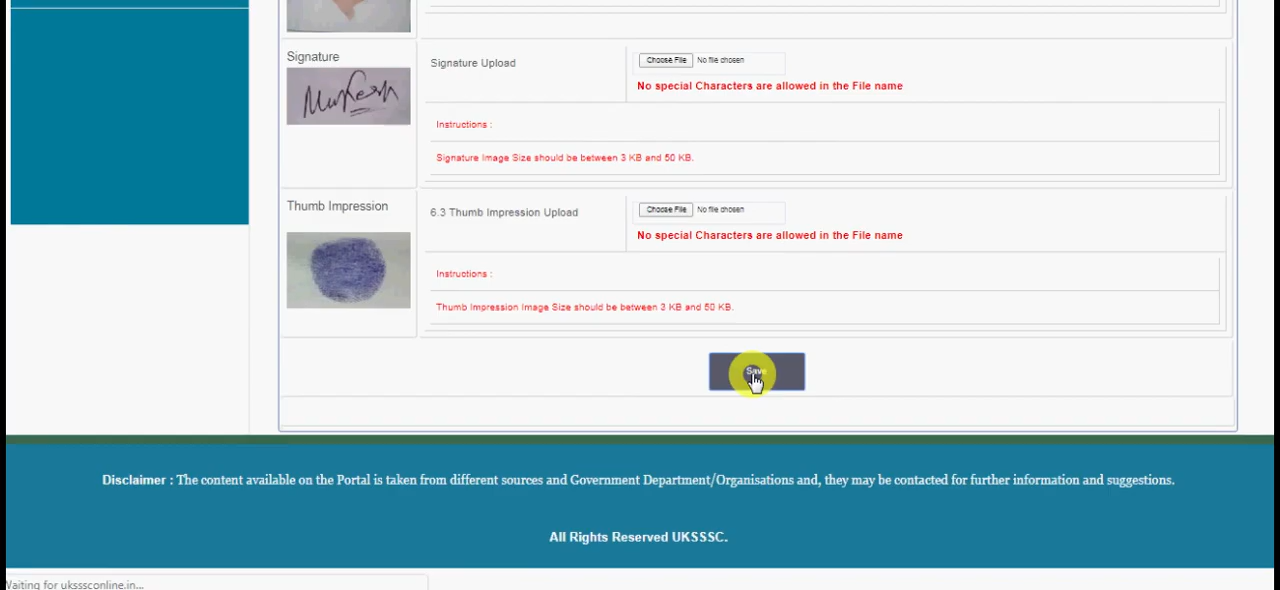 Signature
Signature Upload
Choose File No file chosen
No special Characters are allowed in the File name
Mukesh
Instructions :
Signature Image Size should be between 3 KB and 50 KB.
Thumb Impression
6.3 Thumb Impression Upload
Choose File No file chosen
No special Characters are allowed in the File name
Instructions :
Thumb Impression Image Size should be between 3 KB and 50 KB.
Save
Disclaimer : The content available on the Portal is taken from different sources and Government Department/Organisations and, they may be contacted for further information and suggestions.
All Rights Reserved UKSSSC.
Waiting for uksssconline.in...